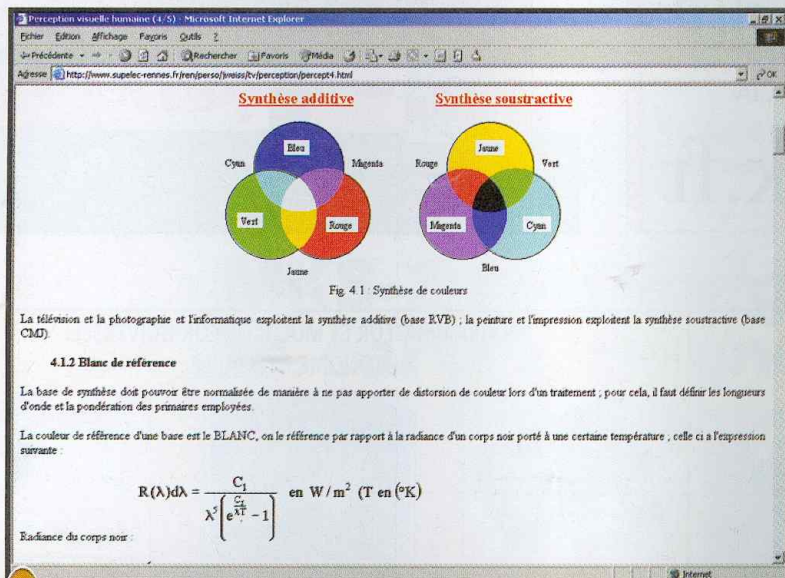 Perception visuelle humaine (4/5) - Microsoft Internet Explorer
Fichier Edition Affichage Favoris Outils ?
Précédente Rechercher Favoris Média
Adresse http://www.supelec-rennes.fr/ren/perso/jweiss/tv/perception/percept4.html OK
Synthèse additive Synthèse soustractive
Bleu Jaune
Cyan Magenta Rouge Vert
Vert Rouge Magenta Cyan
Jaune Bleu
Fig. 4.1 : Synthèse de couleurs
La télévision et la photographie et l'informatique exploitent la synthèse additive (base RVB) ; la peinture et l'impression exploitent la synthèse soustractive (base
CMJ).
4.1.2 Blanc de référence
La base de synthèse doit pouvoir être normalisée de manière à ne pas apporter de distorsion de couleur lors d'un traitement ; pour cela, il faut définir les longueurs
d'onde et la pondération des primaires employées.
La couleur de référence d'une base est le BLANC, on le référence par rapport à la radiance d'un corps noir porté à une certaine température ; celle ci a l'expression
suivante :
R(λ)dλ = C₁ / λ⁵(e^(C₂/λT) - 1) en W/m² (T en (°K)
Radiance du corps noir :
Internet